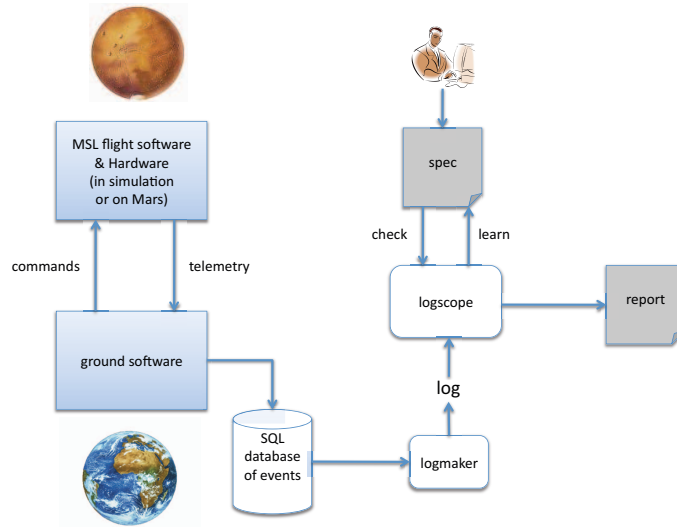 MSL flight software
& Hardware
(in simulation
or on Mars)
commands
telemetry
ground software
SQL
database
of events
logmaker
log
logscope
check
learn
spec
report